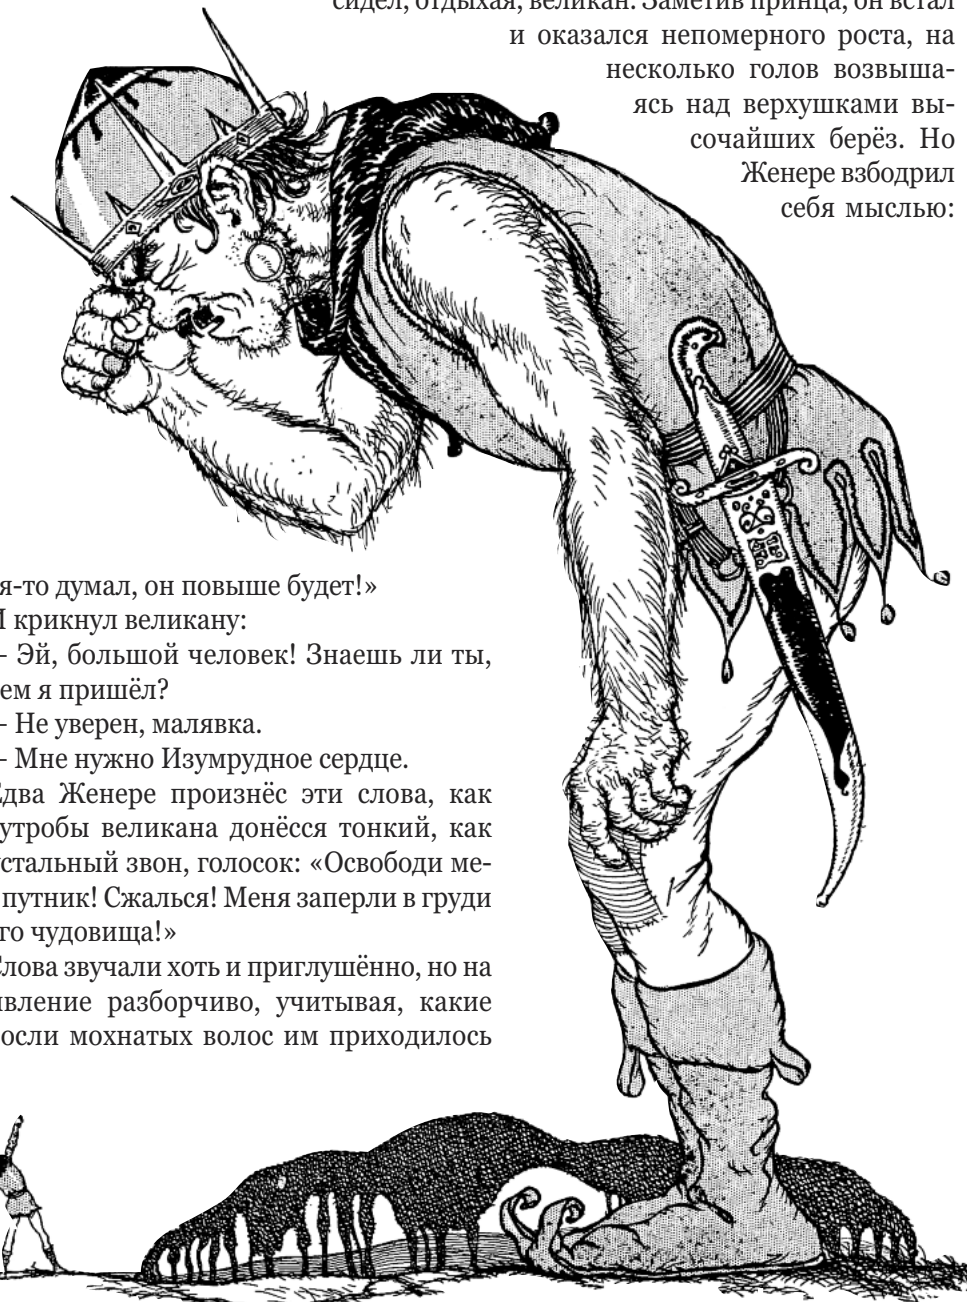 сидел, отдыхая, великан. Заметив принца, он встал
и оказался непомерного роста, на
несколько голов возвыша-
ясь над верхушками вы-
сочайших берёз. Но
Женере взбодрил
себя мыслью:
я-то думал, он повыше будет!»
И крикнул великану:
— Эй, большой человек! Знаешь ли ты,
ем я пришёл?
— Не уверен, малявка.
— Мне нужно Изумрудное сердце.
Едва Женере произнёс эти слова, как
утробы великана донёсся тонкий, как
устальный звон, голосок: «Освободи ме-
путник! Сжалься! Меня заперли в груди
го чудовища!»
Слова звучали хоть и приглушённо, но на
ивление разборчиво, учитывая, какие
осли мохнатых волос им приходилось